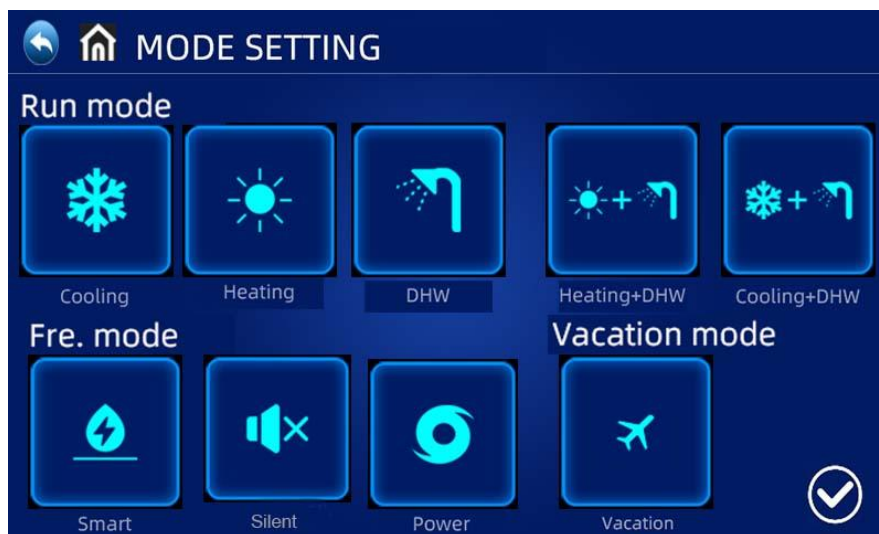 MODE SETTING
Run mode
Cooling Heating DHW Heating+DHW Cooling+DHW
Fre. mode Vacation mode
Smart Silent Power Vacation